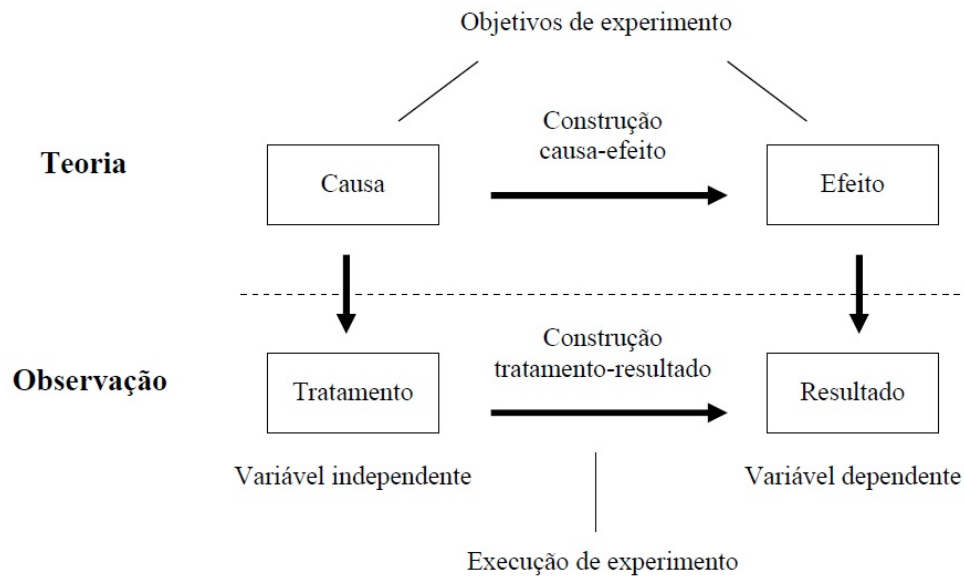 Objetivos de experimento
Construção
causa-efeito
Teoria
Causa
Efeito
Construção
tratamento-resultado
Observação
Tratamento
Resultado
Variável independente
Variável dependente
Execução de experimento